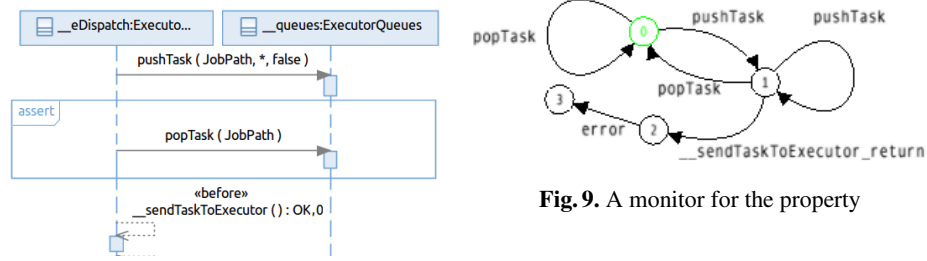 __eDispatch:Executo...
__queues:ExecutorQueues
pushTask ( JobPath, *, false )
assert
popTask ( JobPath )
«before»
__sendTaskToExecutor ( ) : OK,0
popTask
0
pushTask
pushTask
popTask
1
3
error
2
__sendTaskToExecutor_return
Fig. 9. A monitor for the property